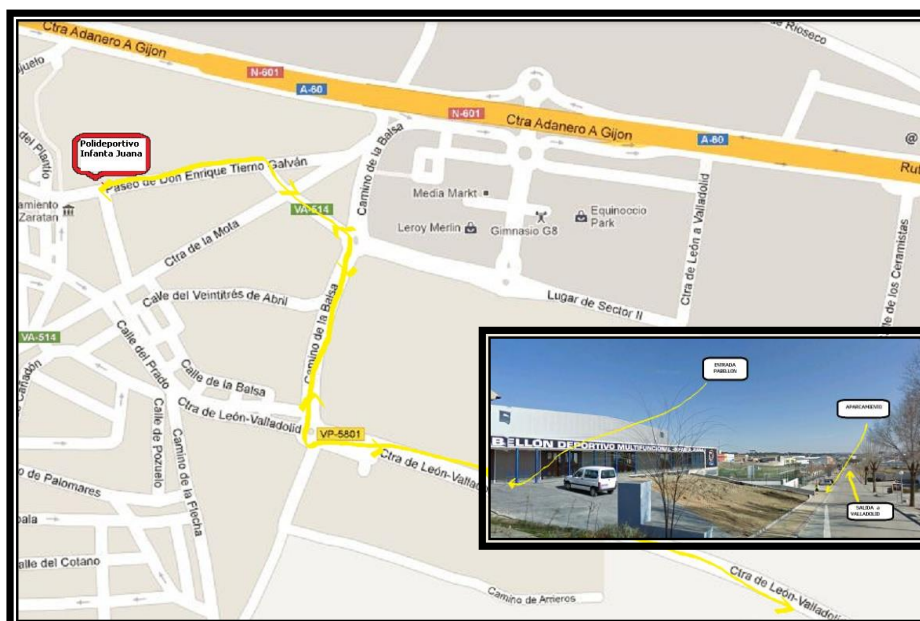 de Rioseco
Ctra Adanero A Gijon
N-601
A-60
N-601
Ctra Adanero A Gijon
A-60
@
Polideportivo
Infanta Juana
Paseo de Don Enrique Tierno Galván
Camino de la Balsa
Media Markt
Leroy Merlin
Gimnasio G8
Equinoccio
Park
Ctra de León a Valladolid
Zaratan
VA-514
Ctra de la Mota
Calle del Veintitrés de Abril
Camino de la Balsa
Lugar de Sector II
de los Ceramistas
VA-514
Calle del Prado
Calle de la Balsa
Ctra de León-Valladolid
VP-5801
Ctra de León-Vallado
Calle de Pozuelo
Camino de la Flecha
de Palomares
alle del Cotano
Camino de Arrieros
Ctra de León-Valladolid
ENTRADA
PABELLON
APARCAMIENTO
BELLON DEPORTIVO MULTIFUNCIONAL
SALIDA a
VALLADOLID